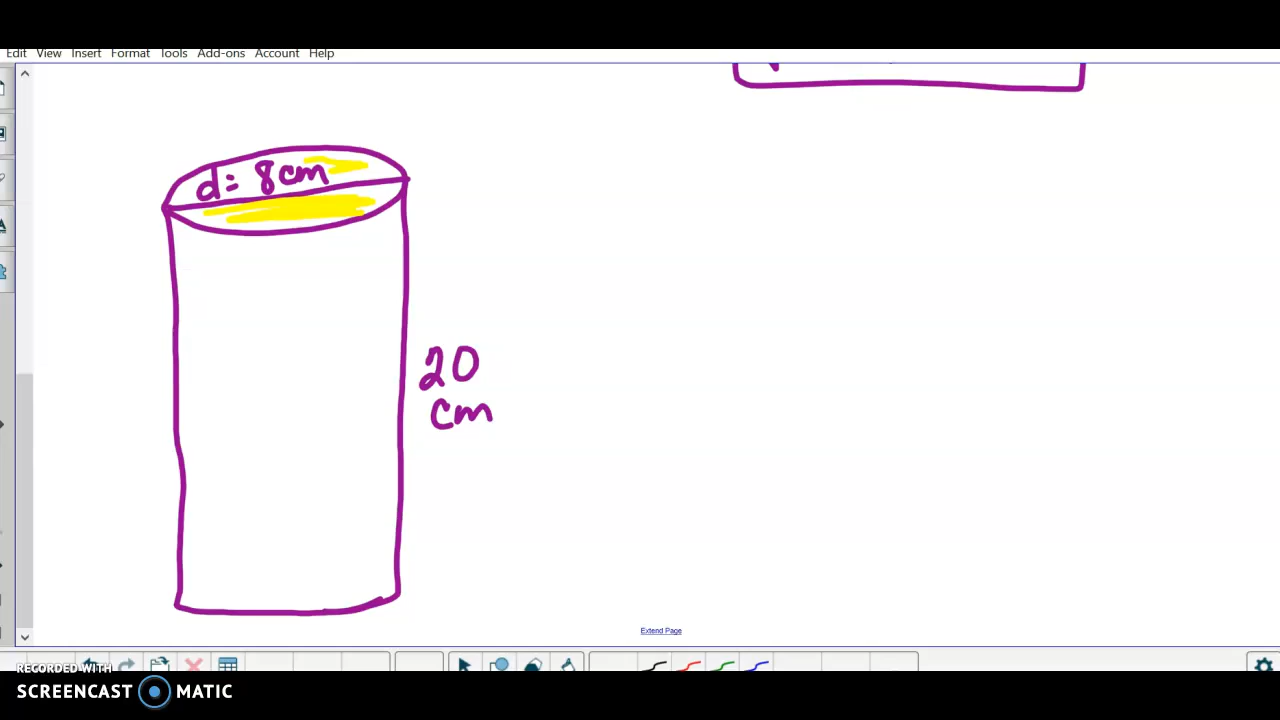 Edit View Insert Format Tools Add-ons Account Help
d= 8cm
20
cm
Extend Page
RECORDED WITH
SCREENCAST MATIC